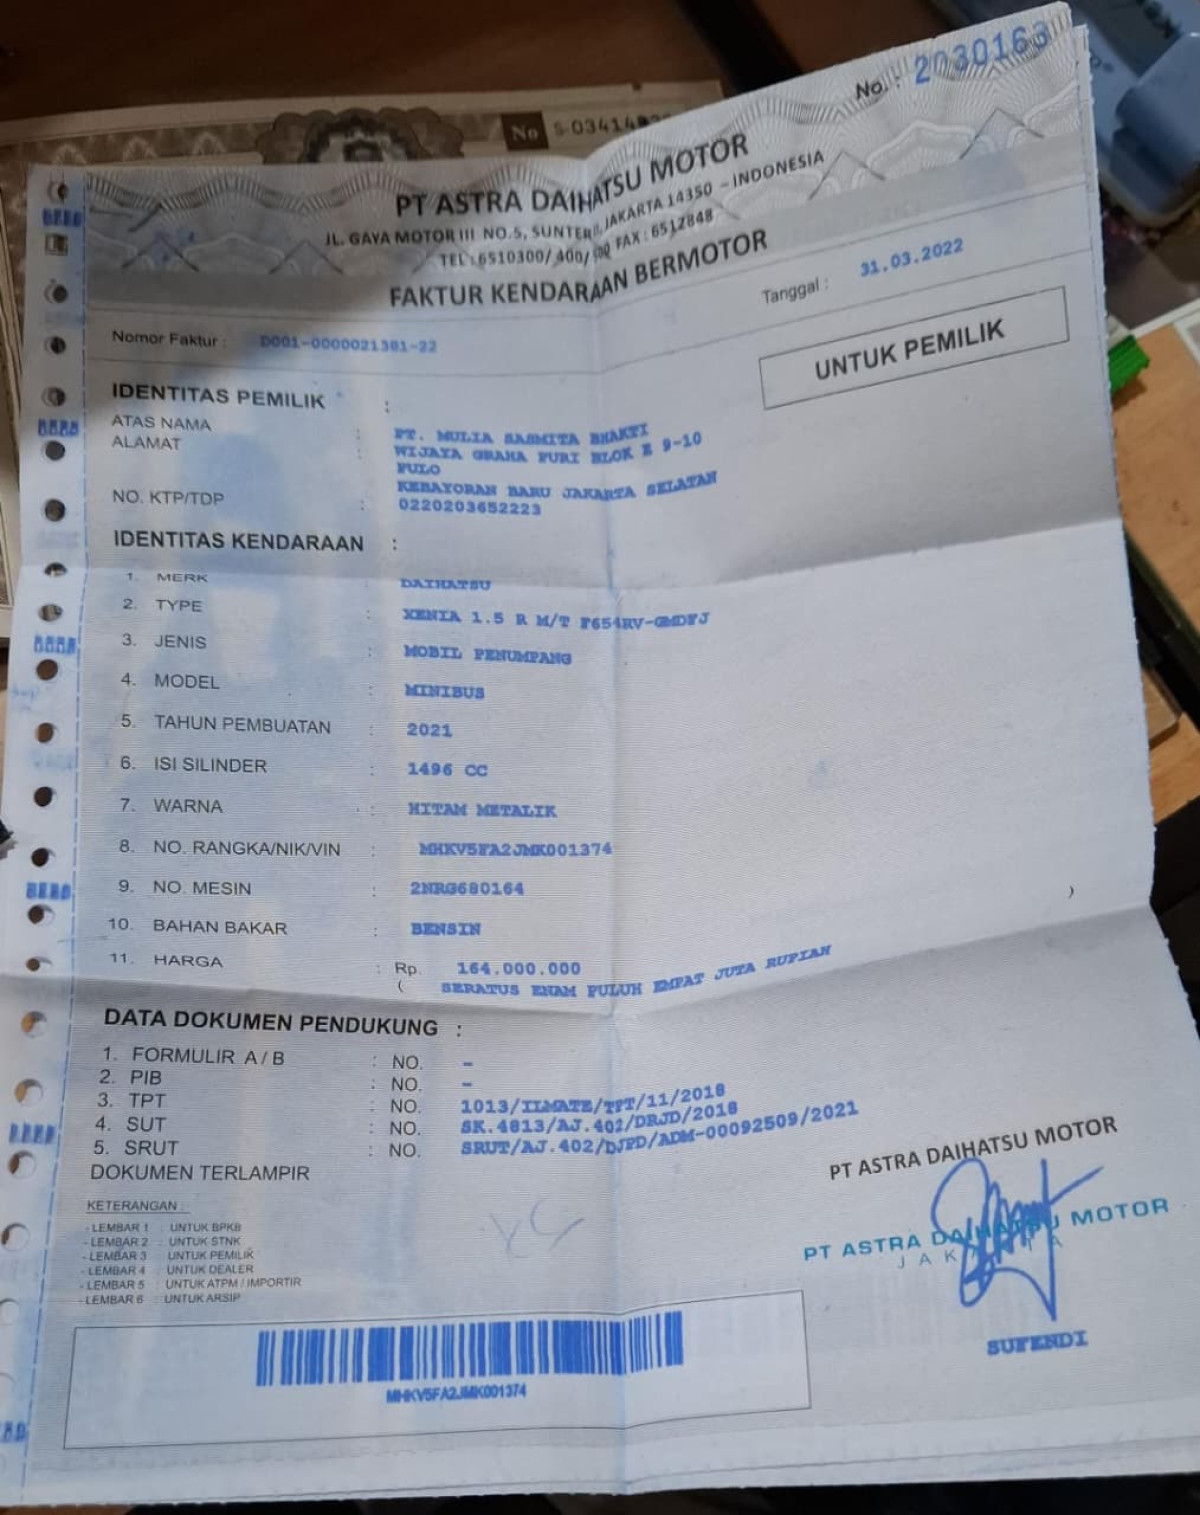 No S-03414
No. : 2030163
PT ASTRA DAIHATSU MOTOR
JL. GAYA MOTOR III NO.5, SUNTER II, JAKARTA 14350 – INDONESIA
TEL : 6510300/ 400/ 600 FAX : 6512848
FAKTUR KENDARAAN BERMOTOR
Tanggal : 31.03.2022
Nomor Faktur : D001-0000021381-22
UNTUK PEMILIK
IDENTITAS PEMILIK :
ATAS NAMA : PT. MULIA SASMITA BHAKTI
ALAMAT : WIJAYA GRAHA PURI BLOK E 9-10
PULO
KEBAYORAN BARU JAKARTA SELATAN
NO. KTP/TDP : 0220203652223
IDENTITAS KENDARAAN :
1. MERK : DAIHATSU
2. TYPE : XENIA 1.5 R M/T F654RV-GMDFJ
3. JENIS : MOBIL PENUMPANG
4. MODEL : MINIBUS
5. TAHUN PEMBUATAN : 2021
6. ISI SILINDER : 1496 CC
7. WARNA : HITAM METALIK
8. NO. RANGKA/NIK/VIN : MHKV5FA2JMK001374
9. NO. MESIN : 2NRG680164
10. BAHAN BAKAR : BENSIN
11. HARGA : Rp. 164.000.000
( SERATUS ENAM PULUH EMPAT JUTA RUPIAH )
DATA DOKUMEN PENDUKUNG :
1. FORMULIR A / B : NO. -
2. PIB : NO. -
3. TPT : NO. 1013/ILMATE/TPT/11/2018
4. SUT : NO. SK.4813/AJ.402/DRJD/2018
5. SRUT : NO. SRUT/AJ.402/DJPD/ADM-00092509/2021
DOKUMEN TERLAMPIR
KETERANGAN :
- LEMBAR 1 : UNTUK BPKB
- LEMBAR 2 : UNTUK STNK
- LEMBAR 3 : UNTUK PEMILIK
- LEMBAR 4 : UNTUK DEALER
- LEMBAR 5 : UNTUK ATPM / IMPORTIR
- LEMBAR 6 : UNTUK ARSIP
PT ASTRA DAIHATSU MOTOR
PT ASTRA DAIHATSU MOTOR
JAKARTA
SUPENDI
MHKV5FA2JMK001374